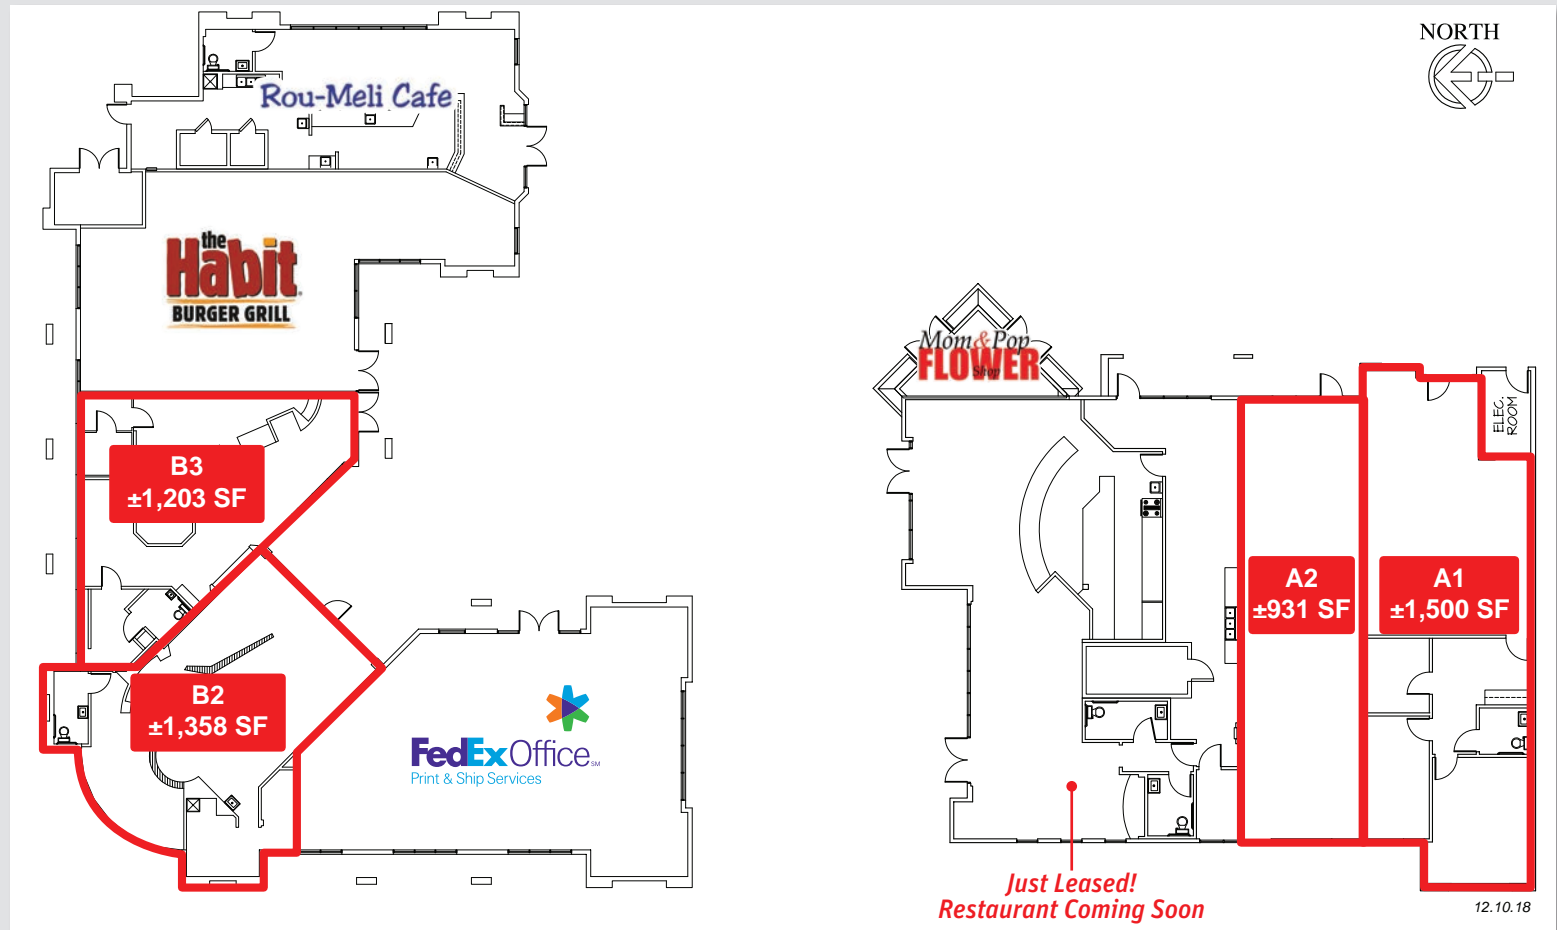 NORTH
Rou-Meli Cafe
the
Habit
BURGER GRILL
Mom & Pop
FLOWER
Shop
ELEC.
ROOM
B3
±1,203 SF
A2
±931 SF
A1
±1,500 SF
B2
±1,358 SF
FedEx Office SM
Print & Ship Services
Just Leased!
Restaurant Coming Soon
12.10.18